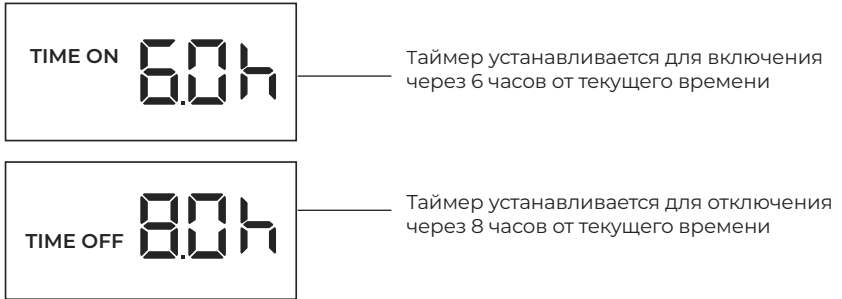 TIME ON 6.0h
Таймер устанавливается для включения
через 6 часов от текущего времени
TIME OFF 8.0h
Таймер устанавливается для отключения
через 8 часов от текущего времени